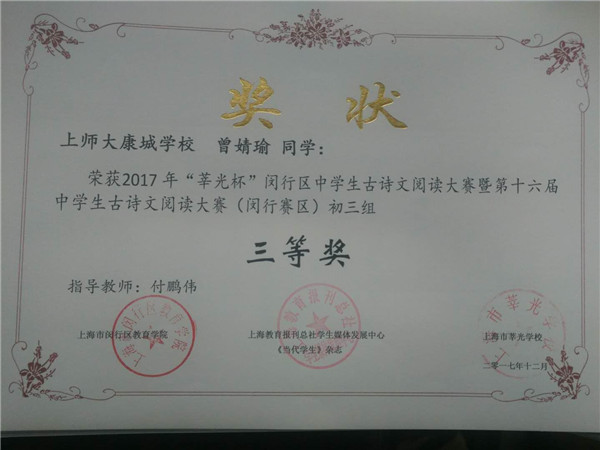 奖 状
上师大康城学校 曾婧瑜 同学：
荣获2017年“莘光杯”闵行区中学生古诗文阅读大赛暨第十六届
中学生古诗文阅读大赛（闵行赛区）初三组
三等奖
指导教师：付鹏伟
上海市闵行区教育学院
上海教育报刊总社学生媒体发展中心
《当代学生》杂志
上海市莘光学校
二〇一七年十二月